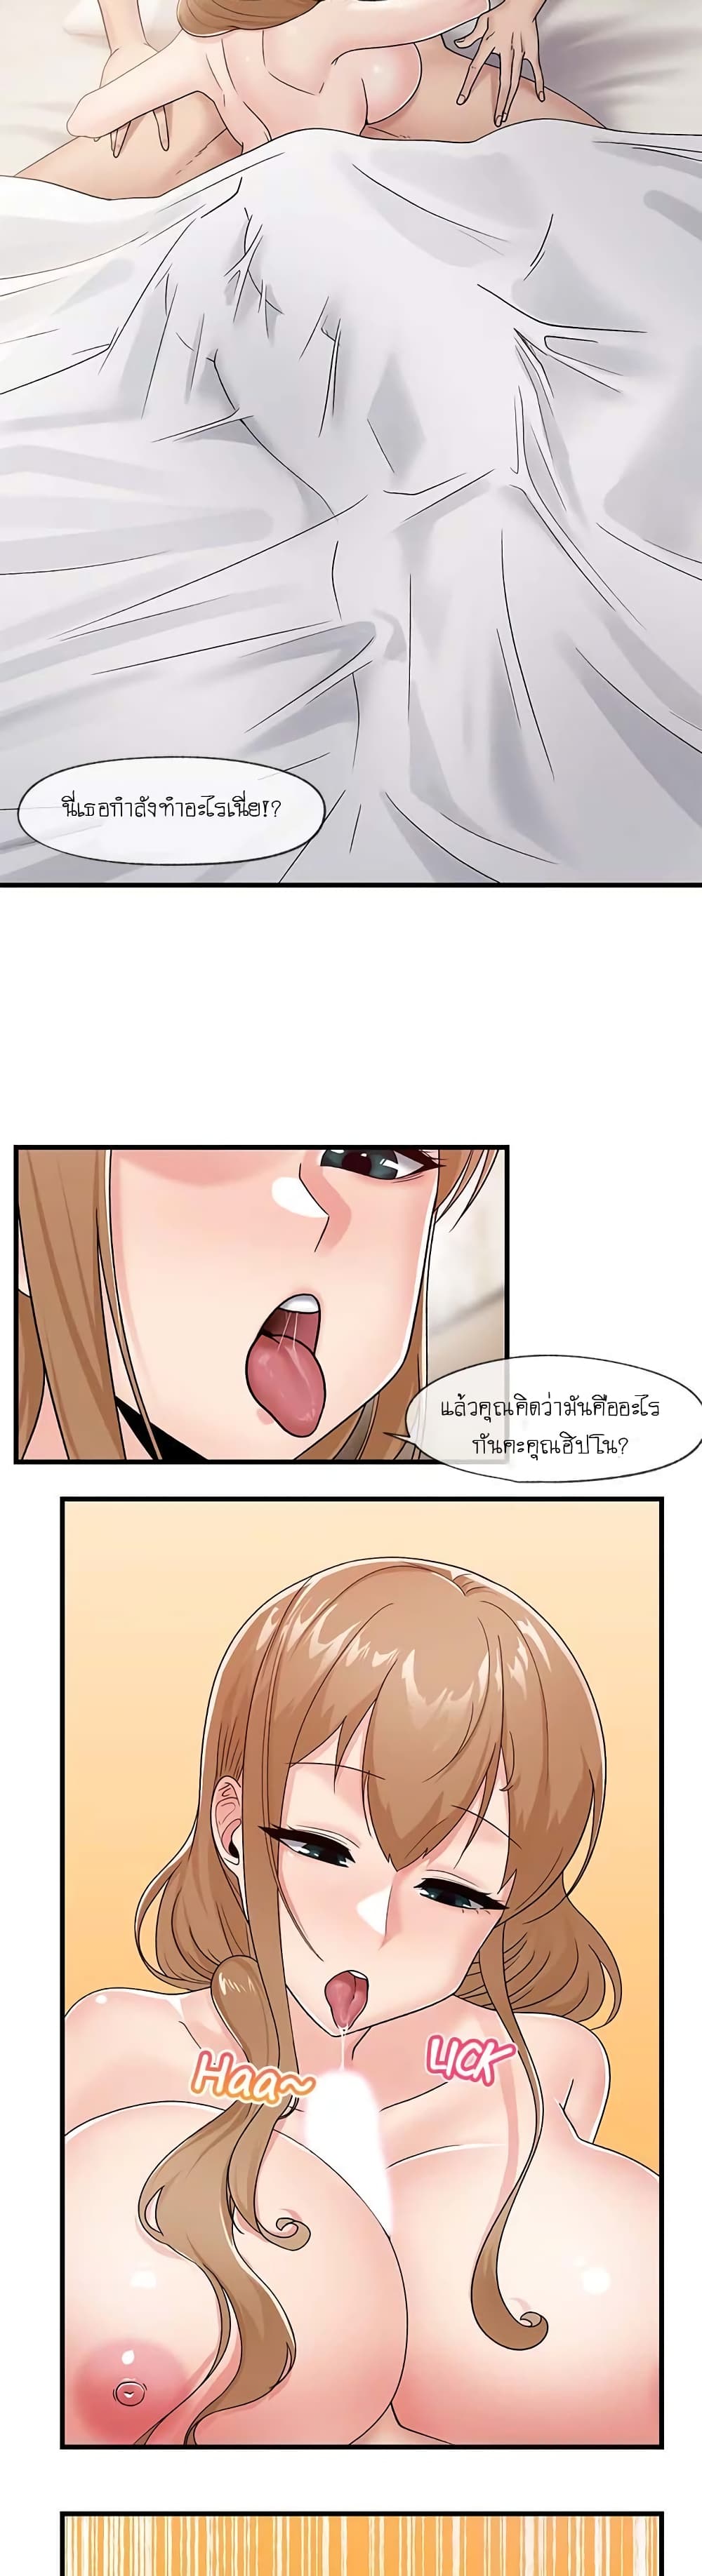 นี่เธอกำลังทำอะไรเนี่ย!?
แล้วคุณคิดว่ามันคืออะไร
กันคะคุณฮิปโน?
Haa~
LICK